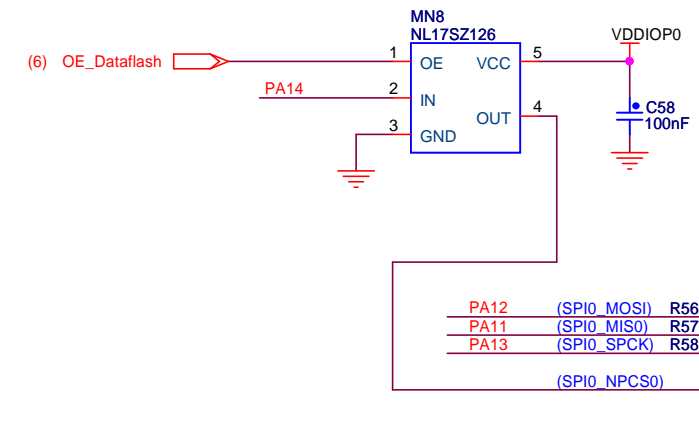 MN8
NL17SZ126
VDDIOP0
(6) OE_Dataflash
1
OE
VCC
5
PA14
2
IN
OUT
4
C58
100nF
3
GND
PA12 (SPI0_MOSI) R56
PA11 (SPI0_MIS0) R57
PA13 (SPI0_SPCK) R58
(SPI0_NPCS0)